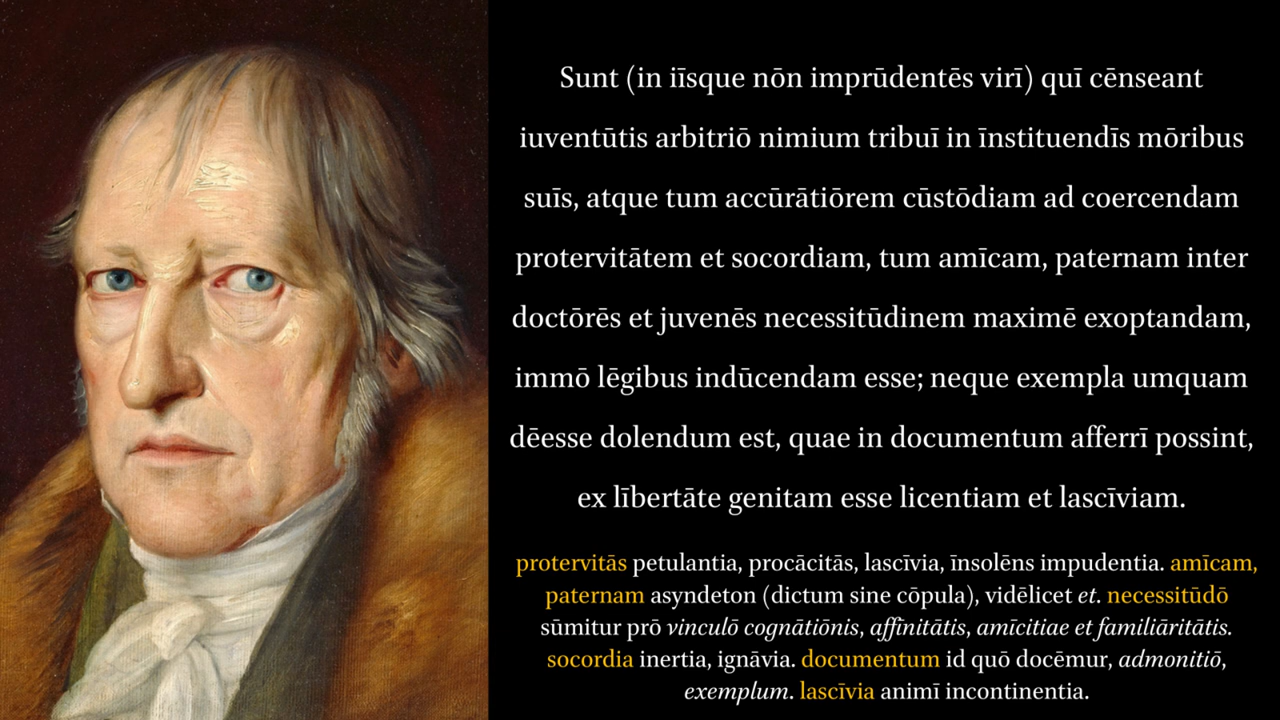 Sunt (in iīsque nōn imprūdentēs virī) quī cēnseant
iuventūtis arbitriō nimium tribuī in īnstituendīs mōribus
suīs, atque tum accūrātiōrem cūstōdiam ad coercendam
protervitātem et socordiam, tum amīcam, paternam inter
doctōrēs et juvenēs necessitūdinem maximē exoptandam,
immō lēgibus indūcendam esse; neque exempla umquam
dēesse dolendum est, quae in documentum afferrī possint,
ex lībertāte genitam esse licentiam et lascīviam.
protervitās petulantia, procācitās, lascīvia, īnsolēns impudentia. amīcam,
paternam asyndeton (dictum sine cōpula), vidēlicet et. necessitūdō
sūmitur prō vinculō cognātiōnis, affīnitātis, amīcitiae et familiāritātis.
socordia inertia, ignāvia. documentum id quō docēmur, admonitiō,
exemplum. lascīvia animī incontinentia.